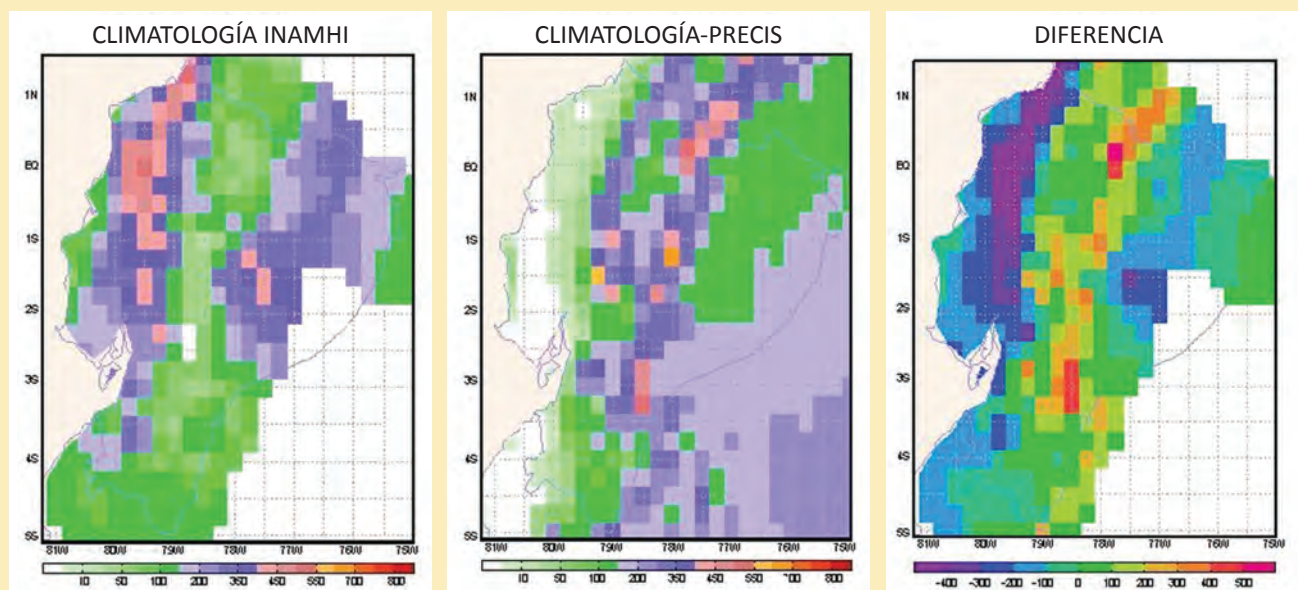 CLIMATOLOGÍA INAMHI
1N
EQ
1S
2S
3S
4S
5S
81W 80W 79W 78W 77W 76W 75W
10 50 100 200 350 450 550 700 800
CLIMATOLOGÍA-PRECIS
1N
EQ
1S
2S
3S
4S
5S
81W 80W 79W 78W 77W 76W 75W
10 50 100 200 350 450 550 700 800
DIFERENCIA
1N
EQ
1S
2S
3S
4S
5S
81W 80W 79W 78W 77W 76W 75W
-400 -300 -200 -100 0 100 200 300 400 500